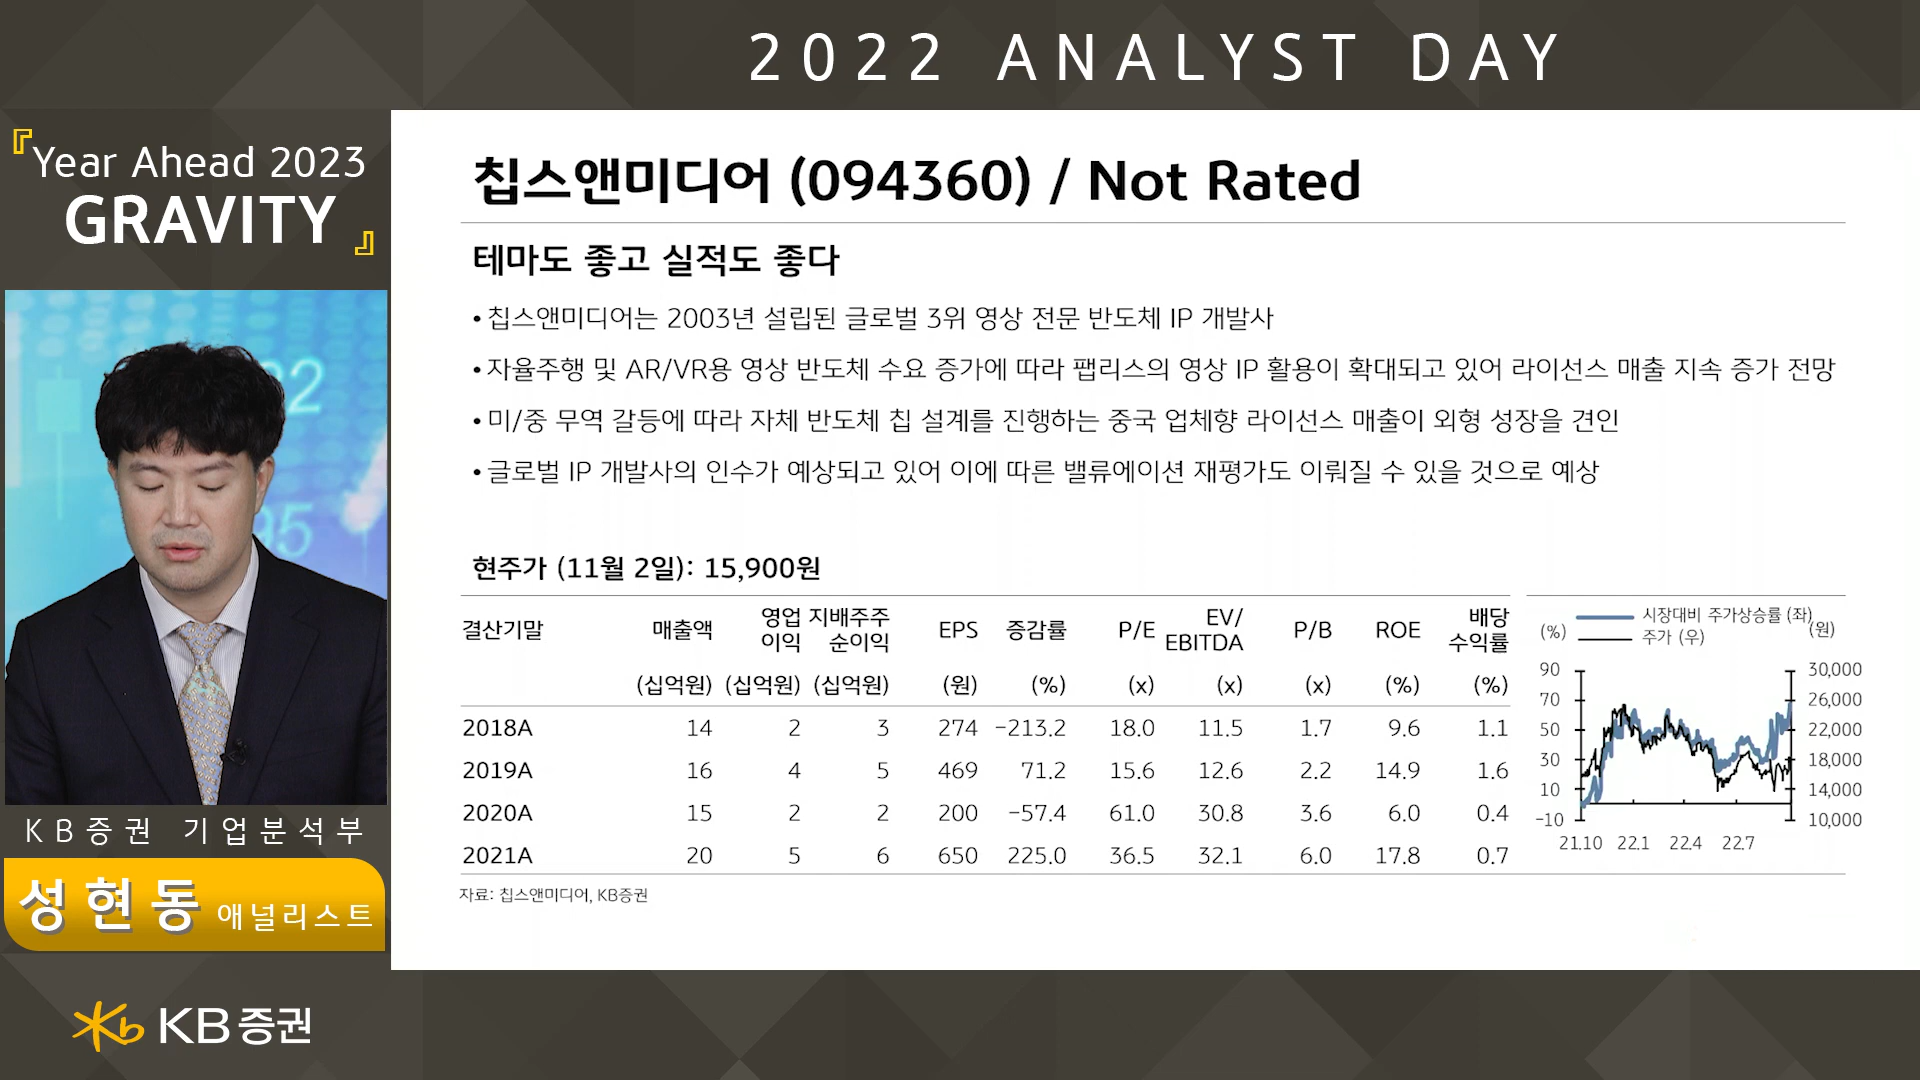 2022 ANALYST DAY
『Year Ahead 2023
GRAVITY』
칩스앤미디어 (094360) / Not Rated
테마도 좋고 실적도 좋다
• 칩스앤미디어는 2003년 설립된 글로벌 3위 영상 전문 반도체 IP 개발사
• 자율주행 및 AR/VR용 영상 반도체 수요 증가에 따라 팹리스의 영상 IP 활용이 확대되고 있어 라이선스 매출 지속 증가 전망
• 미/중 무역 갈등에 따라 자체 반도체 칩 설계를 진행하는 중국 업체향 라이선스 매출이 외형 성장을 견인
• 글로벌 IP 개발사의 인수가 예상되고 있어 이에 따른 밸류에이션 재평가도 이뤄질 수 있을 것으로 예상
현주가 (11월 2일): 15,900원
결산기말 매출액 영업이익 지배주주순이익 EPS 증감률 P/E EV/EBITDA P/B ROE 배당수익률
(십억원) (십억원) (십억원) (원) (%) (x) (x) (x) (%) (%)
2018A 14 2 3 274 -213.2 18.0 11.5 1.7 9.6 1.1
2019A 16 4 5 469 71.2 15.6 12.6 2.2 14.9 1.6
2020A 15 2 2 200 -57.4 61.0 30.8 3.6 6.0 0.4
2021A 20 5 6 650 225.0 36.5 32.1 6.0 17.8 0.7
자료: 칩스앤미디어, KB증권
시장대비 주가상승률 (좌)
주가 (우)
(%) (원)
90 30,000
70 26,000
50 22,000
30 18,000
10 14,000
-10 10,000
21.10 22.1 22.4 22.7
32
95
KB증권 기업분석부
성현동 애널리스트
KB증권